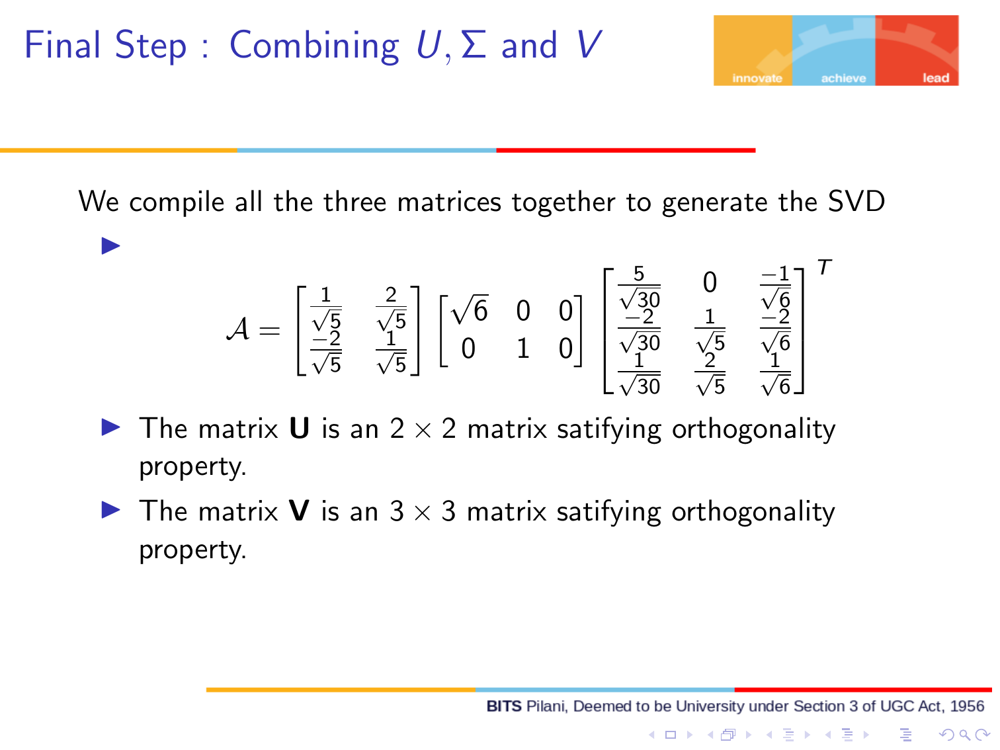 Final Step : Combining U, Σ and V
innovate achieve lead
We compile all the three matrices together to generate the SVD
▶
$\mathcal{A} = \begin{bmatrix} \frac{1}{\sqrt{5}} & \frac{2}{\sqrt{5}} \\ \frac{-2}{\sqrt{5}} & \frac{1}{\sqrt{5}} \end{bmatrix} \begin{bmatrix} \sqrt{6} & 0 & 0 \\ 0 & 1 & 0 \end{bmatrix} \begin{bmatrix} \frac{5}{\sqrt{30}} & 0 & \frac{-1}{\sqrt{6}} \\ \frac{-2}{\sqrt{30}} & \frac{1}{\sqrt{5}} & \frac{-2}{\sqrt{6}} \\ \frac{1}{\sqrt{30}} & \frac{2}{\sqrt{5}} & \frac{1}{\sqrt{6}} \end{bmatrix}^T$
▶ The matrix U is an 2 × 2 matrix satifying orthogonality
property.
▶ The matrix V is an 3 × 3 matrix satifying orthogonality
property.
BITS Pilani, Deemed to be University under Section 3 of UGC Act, 1956